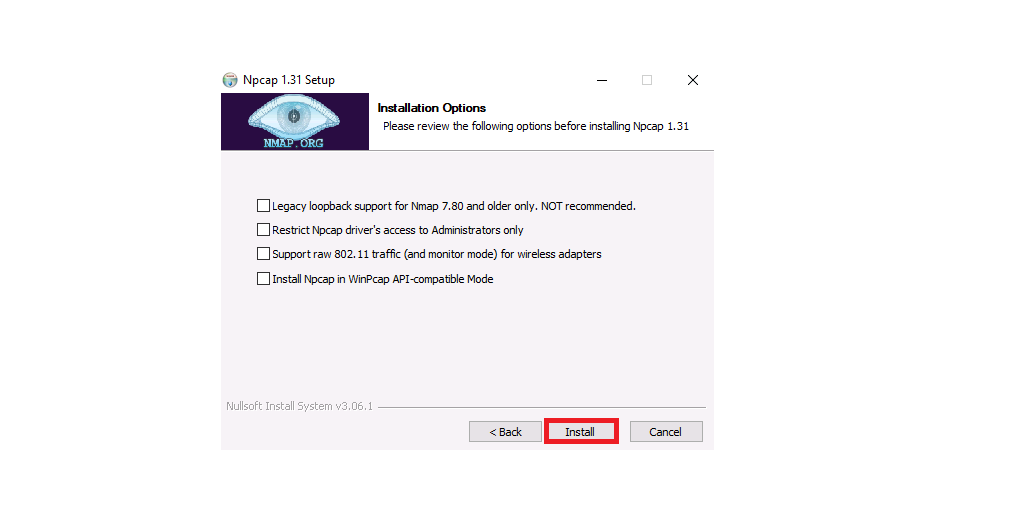 Npcap 1.31 Setup
NMAP.ORG
Installation Options
Please review the following options before installing Npcap 1.31
Legacy loopback support for Nmap 7.80 and older only. NOT recommended.
Restrict Npcap driver's access to Administrators only
Support raw 802.11 traffic (and monitor mode) for wireless adapters
Install Npcap in WinPcap API-compatible Mode
Nullsoft Install System v3.06.1
< Back Install Cancel